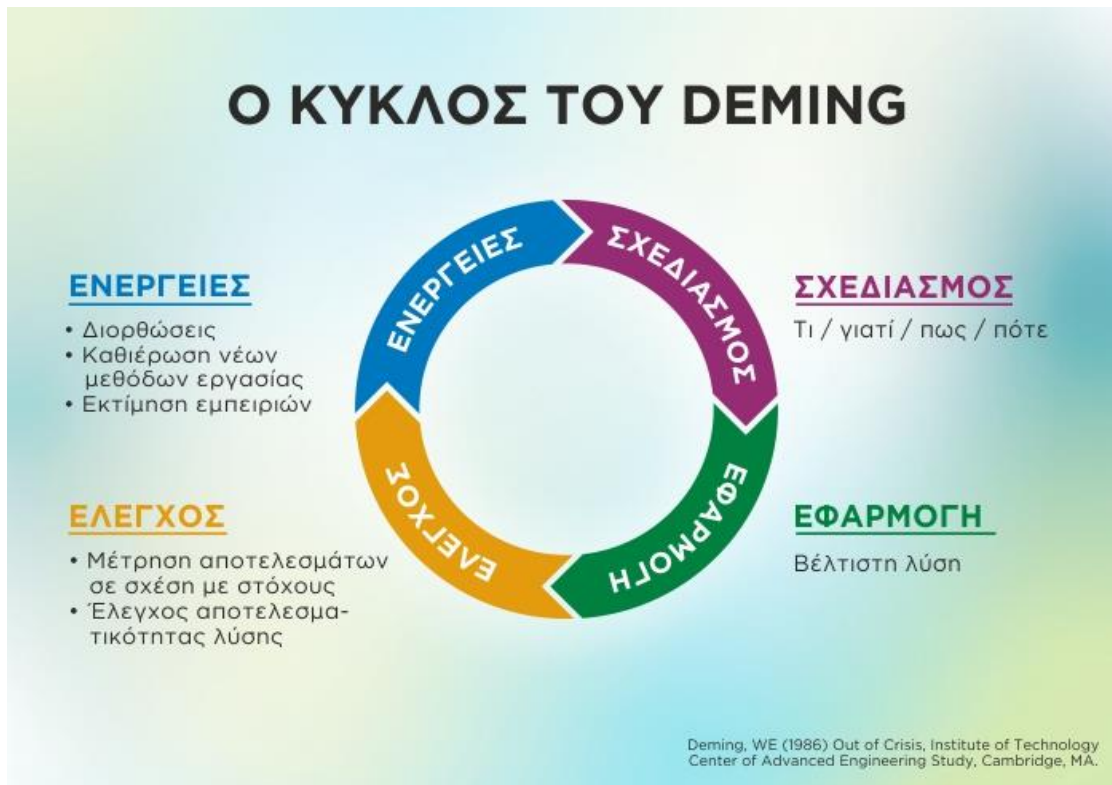 Ο ΚΥΚΛΟΣ ΤΟΥ DEMING
ΕΝΕΡΓΕΙΕΣ
ΣΧΕΔΙΑΣΜΟΣ
ΕΦΑΡΜΟΓΗ
ΕΛΕΓΧΟΣ
ΕΝΕΡΓΕΙΕΣ
• Διορθώσεις
• Καθιέρωση νέων
μεθόδων εργασίας
• Εκτίμηση εμπειριών
ΣΧΕΔΙΑΣΜΟΣ
Τι / γιατί / πως / πότε
ΕΛΕΓΧΟΣ
• Μέτρηση αποτελεσμάτων
σε σχέση με στόχους
• Έλεγχος αποτελεσμα-
τικότητας λύσης
ΕΦΑΡΜΟΓΗ
Βέλτιστη λύση
Deming, WE (1986) Out of Crisis, Institute of Technology
Center of Advanced Engineering Study, Cambridge, MA.